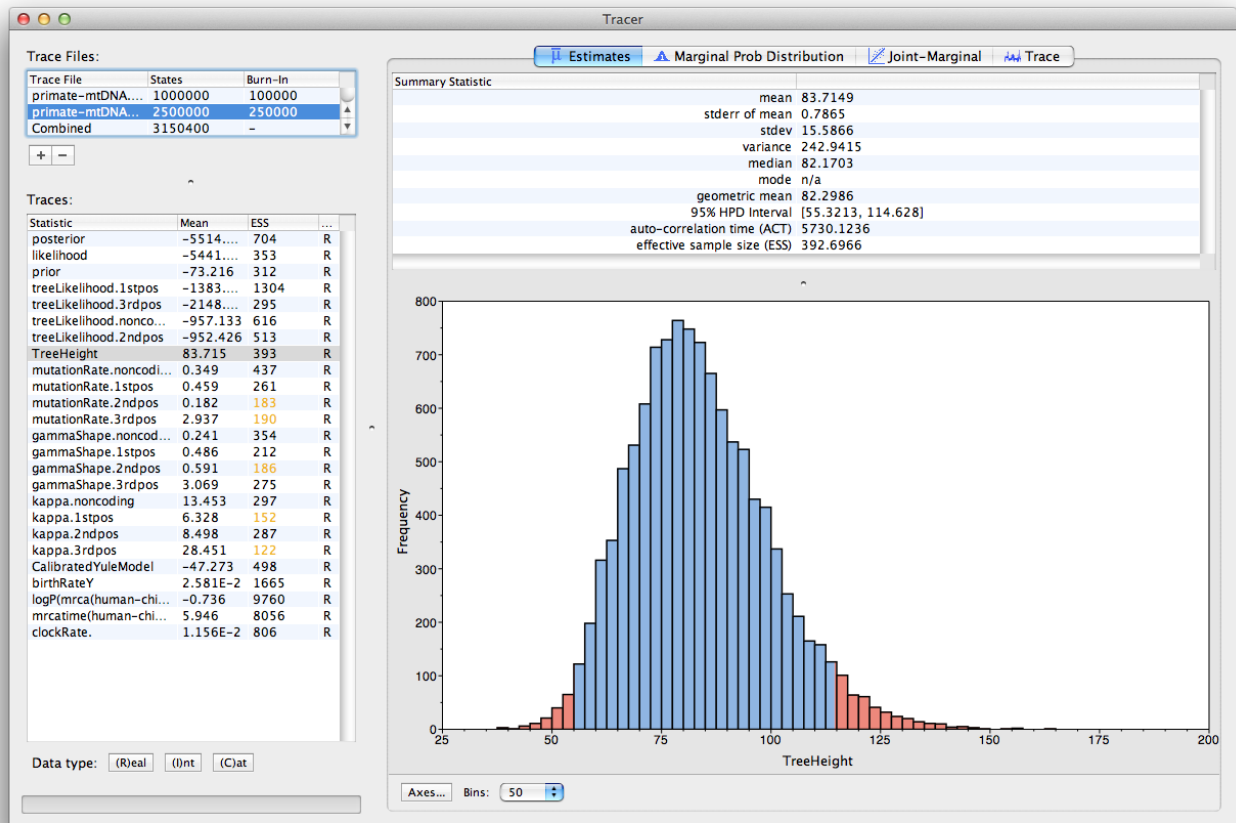 Tracer
Trace Files:
Trace File States Burn-In
primate-mtDNA.... 1000000 100000
primate-mtDNA... 2500000 250000
Combined 3150400 -
+ -
Traces:
Statistic Mean ESS ...
posterior -5514.... 704 R
likelihood -5441.... 353 R
prior -73.216 312 R
treeLikelihood.1stpos -1383.... 1304 R
treeLikelihood.3rdpos -2148.... 295 R
treeLikelihood.nonco... -957.133 616 R
treeLikelihood.2ndpos -952.426 513 R
TreeHeight 83.715 393 R
mutationRate.noncodi... 0.349 437 R
mutationRate.1stpos 0.459 261 R
mutationRate.2ndpos 0.182 183 R
mutationRate.3rdpos 2.937 190 R
gammaShape.noncod... 0.241 354 R
gammaShape.1stpos 0.486 212 R
gammaShape.2ndpos 0.591 186 R
gammaShape.3rdpos 3.069 275 R
kappa.noncoding 13.453 297 R
kappa.1stpos 6.328 152 R
kappa.2ndpos 8.498 287 R
kappa.3rdpos 28.451 122 R
CalibratedYuleModel -47.273 498 R
birthRateY 2.581E-2 1665 R
logP(mrca(human-chi... -0.736 9760 R
mrcatime(human-chi... 5.946 8056 R
clockRate. 1.156E-2 806 R
Data type: (R)eal (I)nt (C)at
Estimates Marginal Prob Distribution Joint-Marginal Trace
Summary Statistic
mean 83.7149
stderr of mean 0.7865
stdev 15.5866
variance 242.9415
median 82.1703
mode n/a
geometric mean 82.2986
95% HPD Interval [55.3213, 114.628]
auto-correlation time (ACT) 5730.1236
effective sample size (ESS) 392.6966
800
700
600
500
400
300
200
100
0
Frequency
25 50 75 100 125 150 175 200
TreeHeight
Axes... Bins: 50